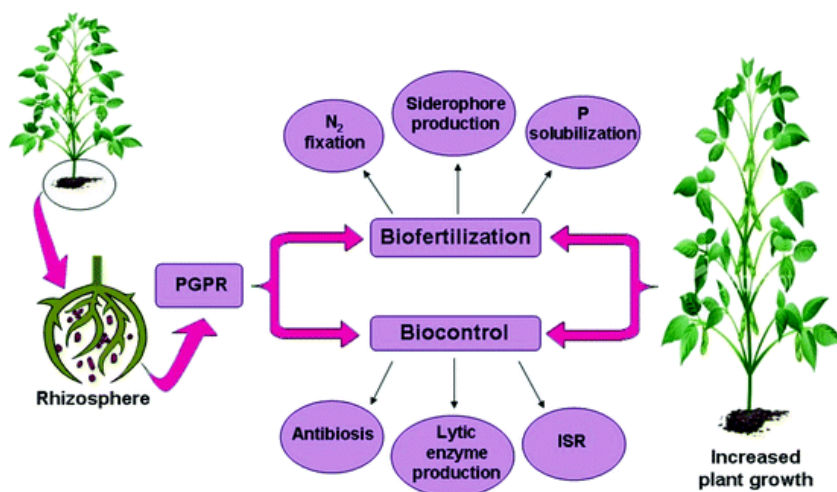 N₂
fixation
Siderophore
production
P
solubilization
Biofertilization
PGPR
Biocontrol
Rhizosphere
Antibiosis
Lytic
enzyme
production
ISR
Increased
plant growth